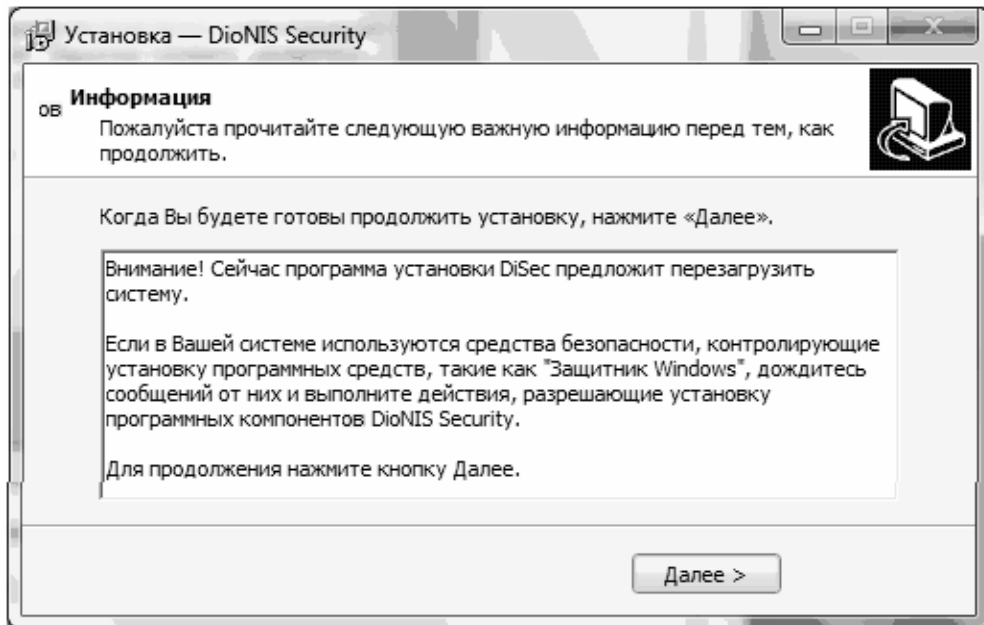 Установка — DioNIS Security
ов Информация
Пожалуйста прочитайте следующую важную информацию перед тем, как
продолжить.
Когда Вы будете готовы продолжить установку, нажмите «Далее».
Внимание! Сейчас программа установки DiSec предложит перезагрузить
систему.
Если в Вашей системе используются средства безопасности, контролирующие
установку программных средств, такие как "Защитник Windows", дождитесь
сообщений от них и выполните действия, разрешающие установку
программных компонентов DioNIS Security.
Для продолжения нажмите кнопку Далее.
Далее >